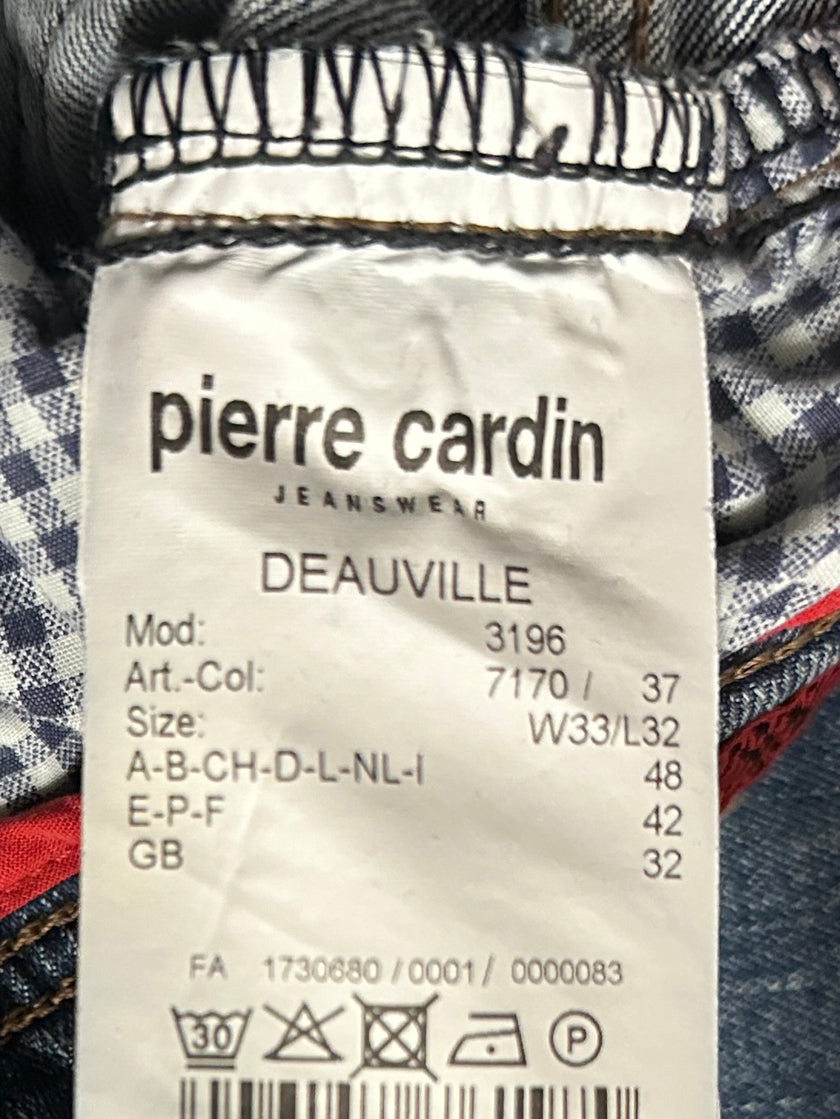 pierre cardin
JEANSWEAR
DEAUVILLE
Mod: 3196
Art.-Col: 7170 / 37
Size: W33/L32
A-B-CH-D-L-NL-I 48
E-P-F 42
GB 32
FA 1730680 / 0001 / 0000083
30 P